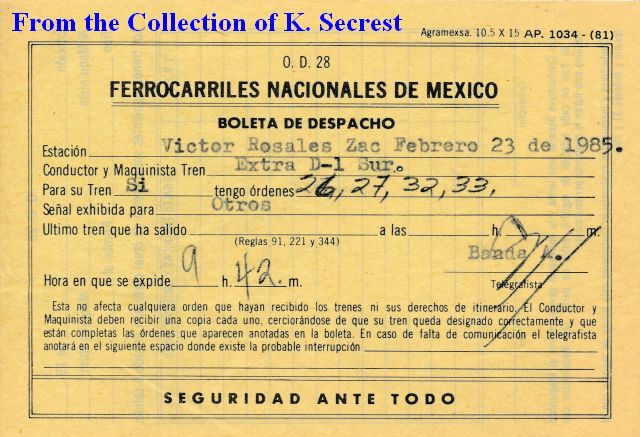 From the Collection of K. Secrest
Agramexsa. 10.5 X 15 AP. 1034 - (81)
O. D. 28
FERROCARRILES NACIONALES DE MEXICO
BOLETA DE DESPACHO
Estación Victor Rosales Zac Febrero 23 de 1985.
Conductor y Maquinista Tren Extra D-1 Sur.
Para su Tren Si tengo órdenes 26, 27, 32, 33,
Señal exhibida para Otros
Ultimo tren que ha salido a las h. m.
(Reglas 91, 221 y 344)
Banda A.
Hora en que se expide 9 h. 42 m. Telegrafista
Esta no afecta cualquiera orden que hayan recibido los trenes ni sus derechos de itinerario. El Conductor y
Maquinista deben recibir una copia cada uno, cerciorándose de que su tren queda designado correctamente y que
están completas las órdenes que aparecen anotadas en la boleta. En caso de falta de comunicación el telegrafista
anotará en el siguiente espacio donde existe la probable interrupción
SEGURIDAD ANTE TODO